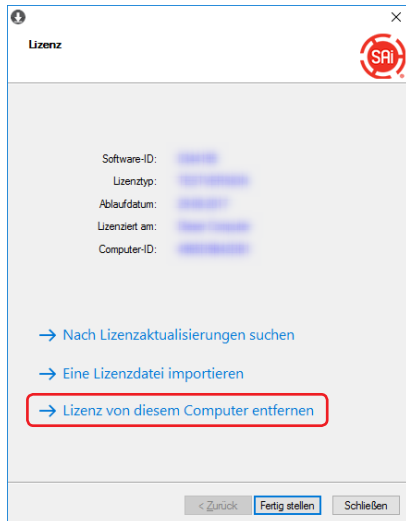 Lizenz
SAi
Software-ID:
Lizenztyp:
Ablaufdatum:
Lizenziert am:
Computer-ID:
Nach Lizenzaktualisierungen suchen
Eine Lizenzdatei importieren
Lizenz von diesem Computer entfernen
< Zurück Fertig stellen Schließen